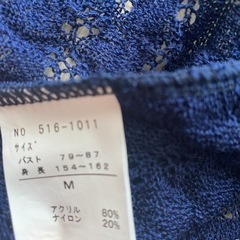 NO 516-1011
サイズ
バスト 79~87
身長 154~162
M
アクリル 80%
ナイロン 20%